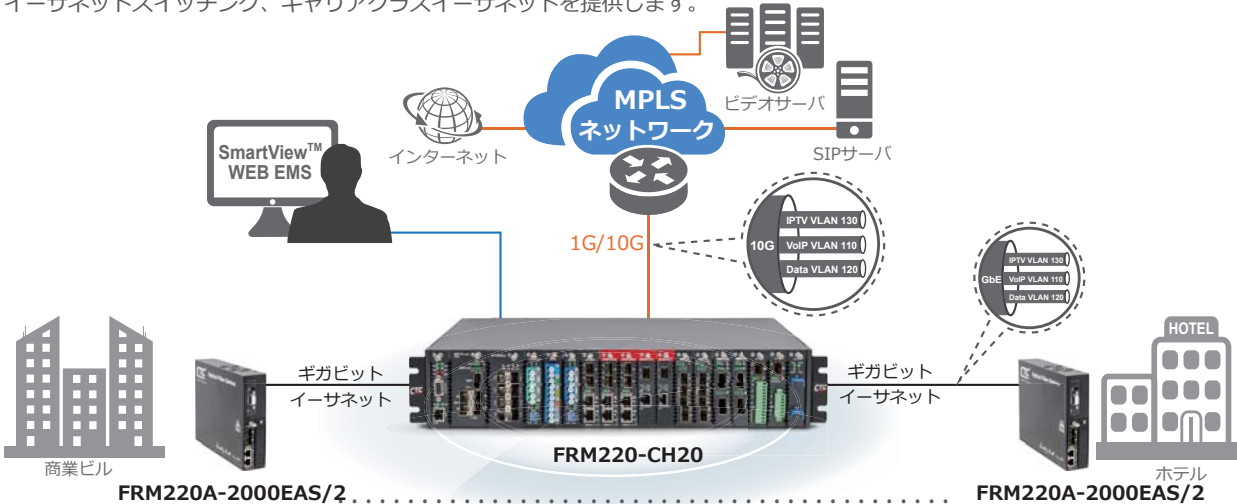 イーサネットスイッチング、キャリアクラスイーサネットを提供します。
MPLS
ネットワーク
ビデオサーバ
SIPサーバ
インターネット
SmartView™
WEB EMS
1G/10G
10G
IPTV VLAN 130
VoIP VLAN 110
Data VLAN 120
GbE
IPTV VLAN 130
VoIP VLAN 110
Data VLAN 120
HOTEL
ギガビット
イーサネット
ギガビット
イーサネット
CTC
FRM220-CH20
商業ビル
ホテル
FRM220A-2000EAS/2
FRM220A-2000EAS/2